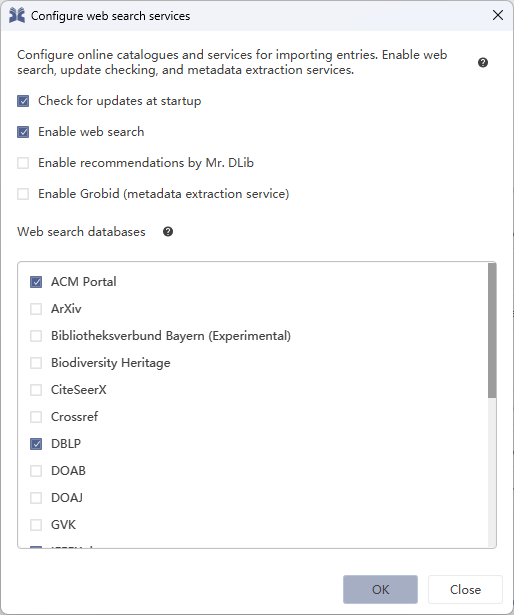 Configure web search services
Configure online catalogues and services for importing entries. Enable web
search, update checking, and metadata extraction services.
Check for updates at startup
Enable web search
Enable recommendations by Mr. DLib
Enable Grobid (metadata extraction service)
Web search databases
ACM Portal
ArXiv
Bibliotheksverbund Bayern (Experimental)
Biodiversity Heritage
CiteSeerX
Crossref
DBLP
DOAB
DOAJ
GVK
OK
Close